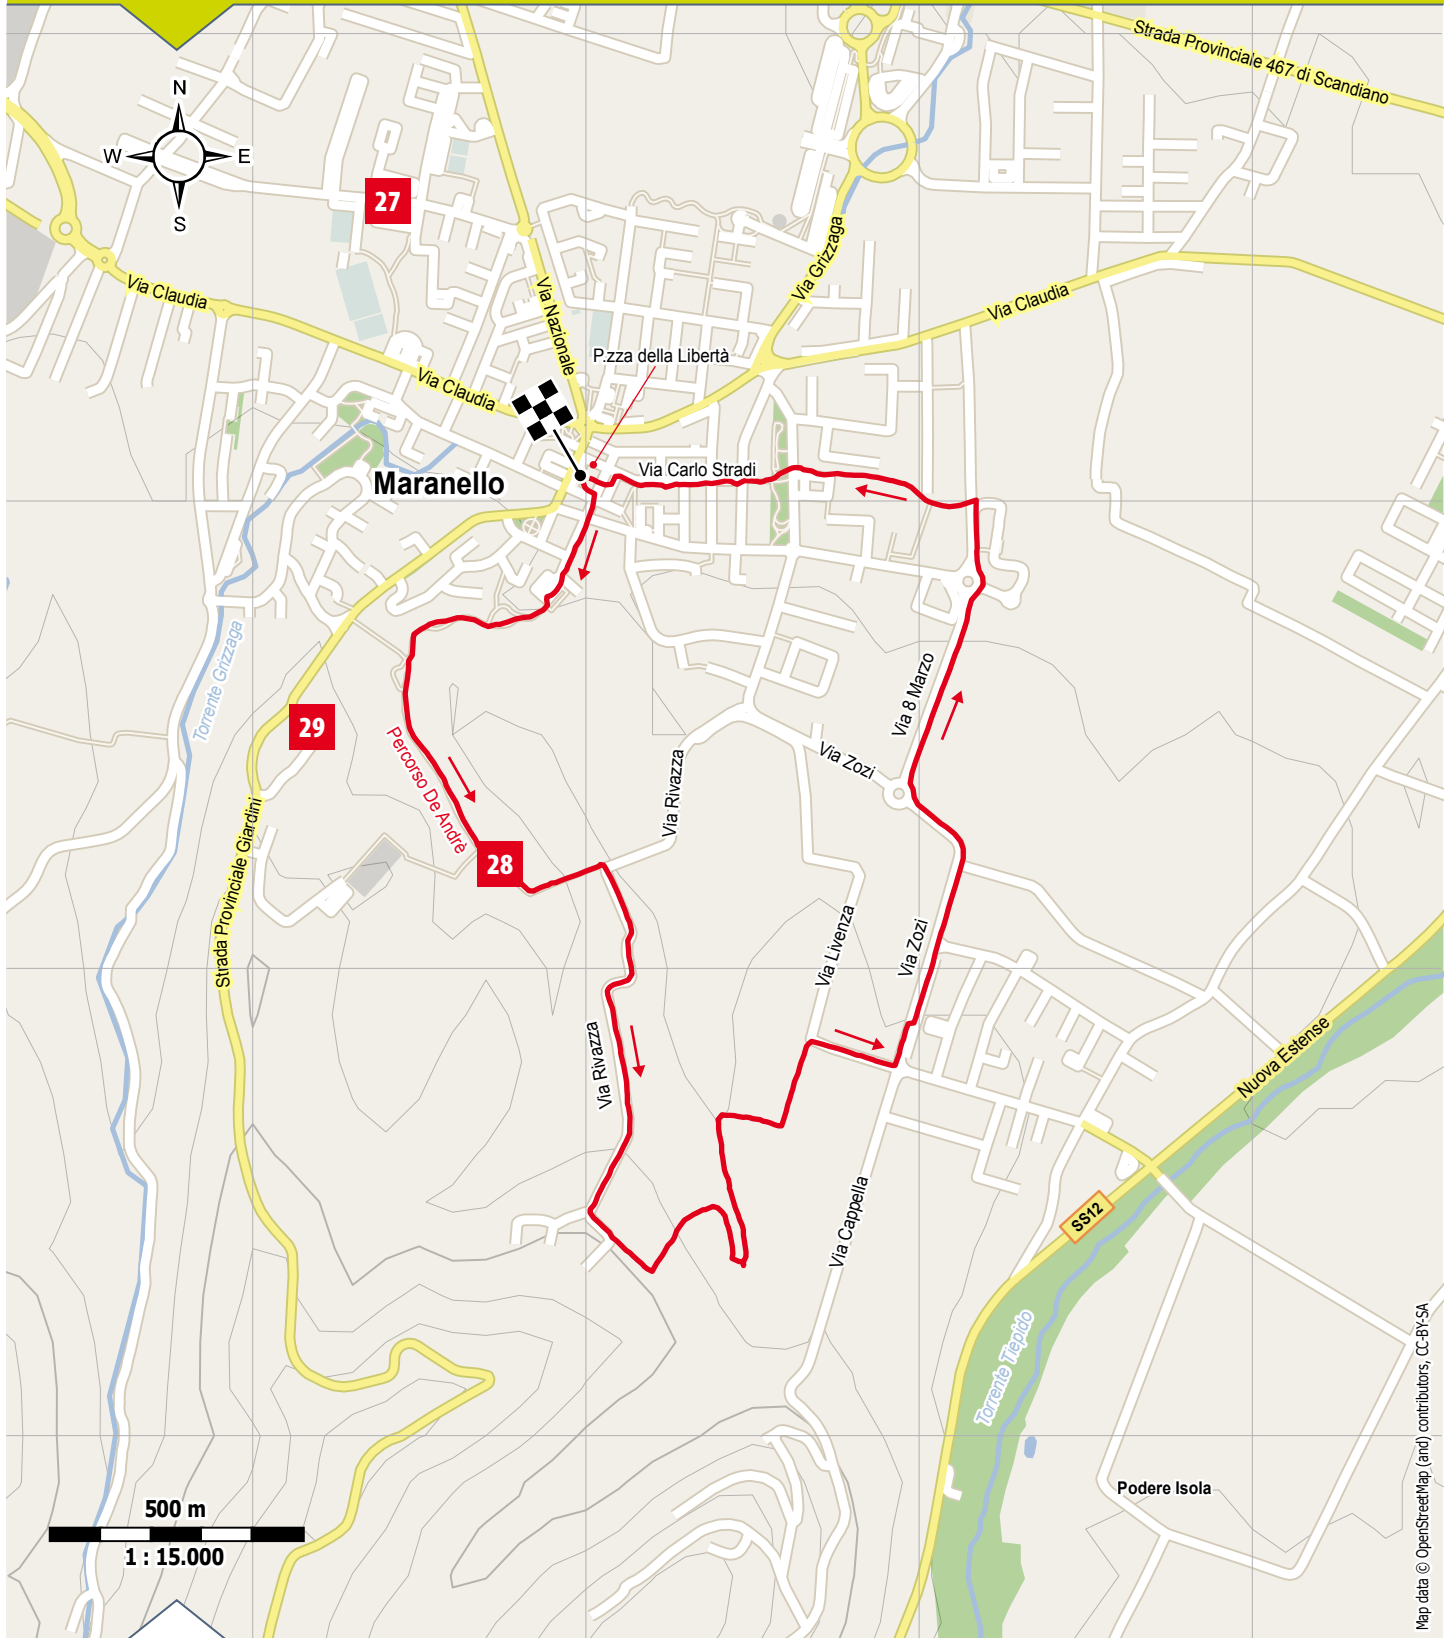 Strada Provinciale 467 di Scandiano
N
W
E
S
27
Via Grizzaga
Via Claudia
Via Nazionale
Via Claudia
P.zza della Libertà
Via Claudia
Via Carlo Stradi
Maranello
Torrente Grizzaga
Via 8 Marzo
29
Percorso De Andrè
Via Zozi
Via Rivazza
Strada Provinciale Giardini
28
Via Livenza
Via Zozi
Via Rivazza
Nuova Estense
SS12
Via Cappella
Torrente Tiepido
Podere Isola
500 m
1 : 15.000
Map data © OpenStreetMap (and) contributors, CC-BY-SA